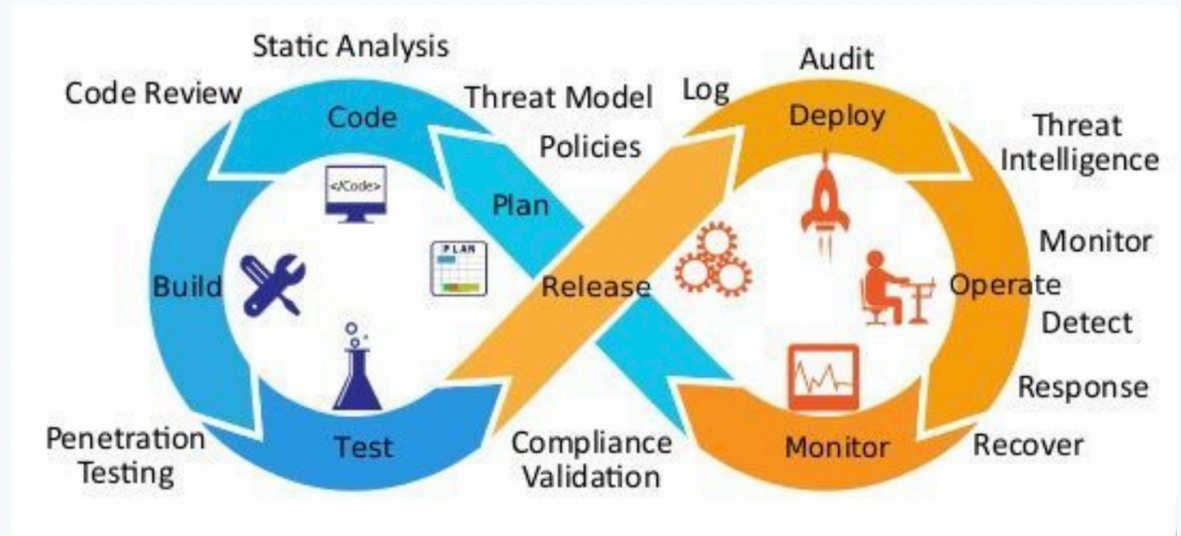 Static Analysis
Audit
Code Review
Threat Model
Log
Code
Deploy
Threat
Intelligence
Policies
</Code>
Plan
PLAN
Monitor
Build
Release
Operate
Detect
Response
Penetration
Testing
Test
Compliance
Validation
Monitor
Recover